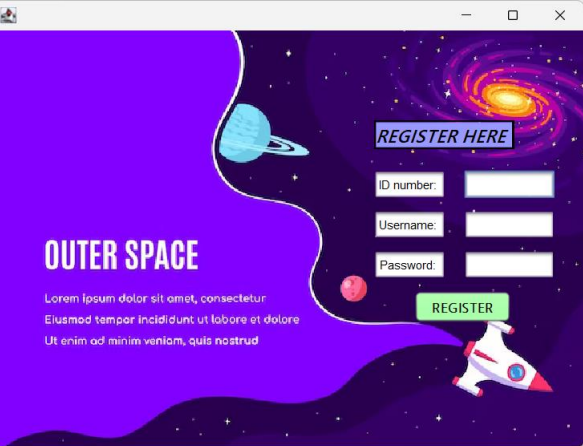 REGISTER HERE
ID number:
Username:
Password:
REGISTER
OUTER SPACE
Lorem ipsum dolor sit amet, consectetur
Eiusmod tempor incididunt ut labore et dolore
Ut enim ad minim veniam, quis nostrud